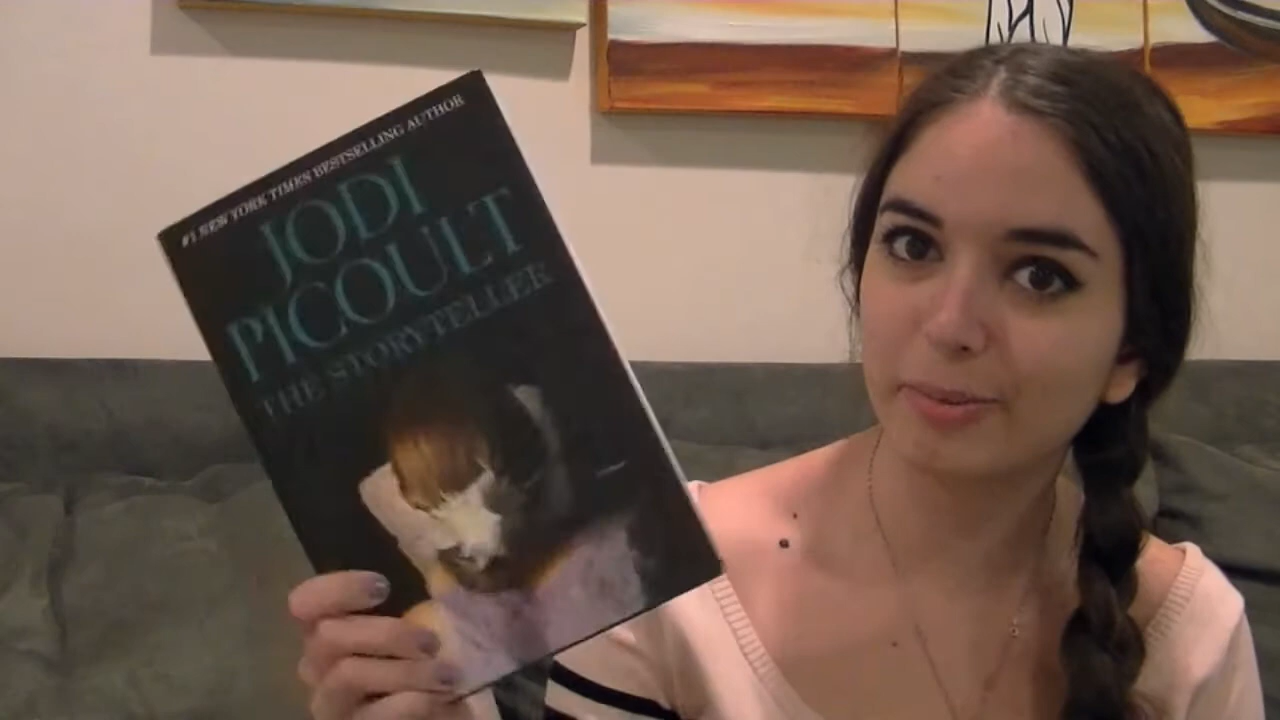 #1 NEW YORK TIMES BESTSELLING AUTHOR
JODI
PICOULT
THE STORYTELLER